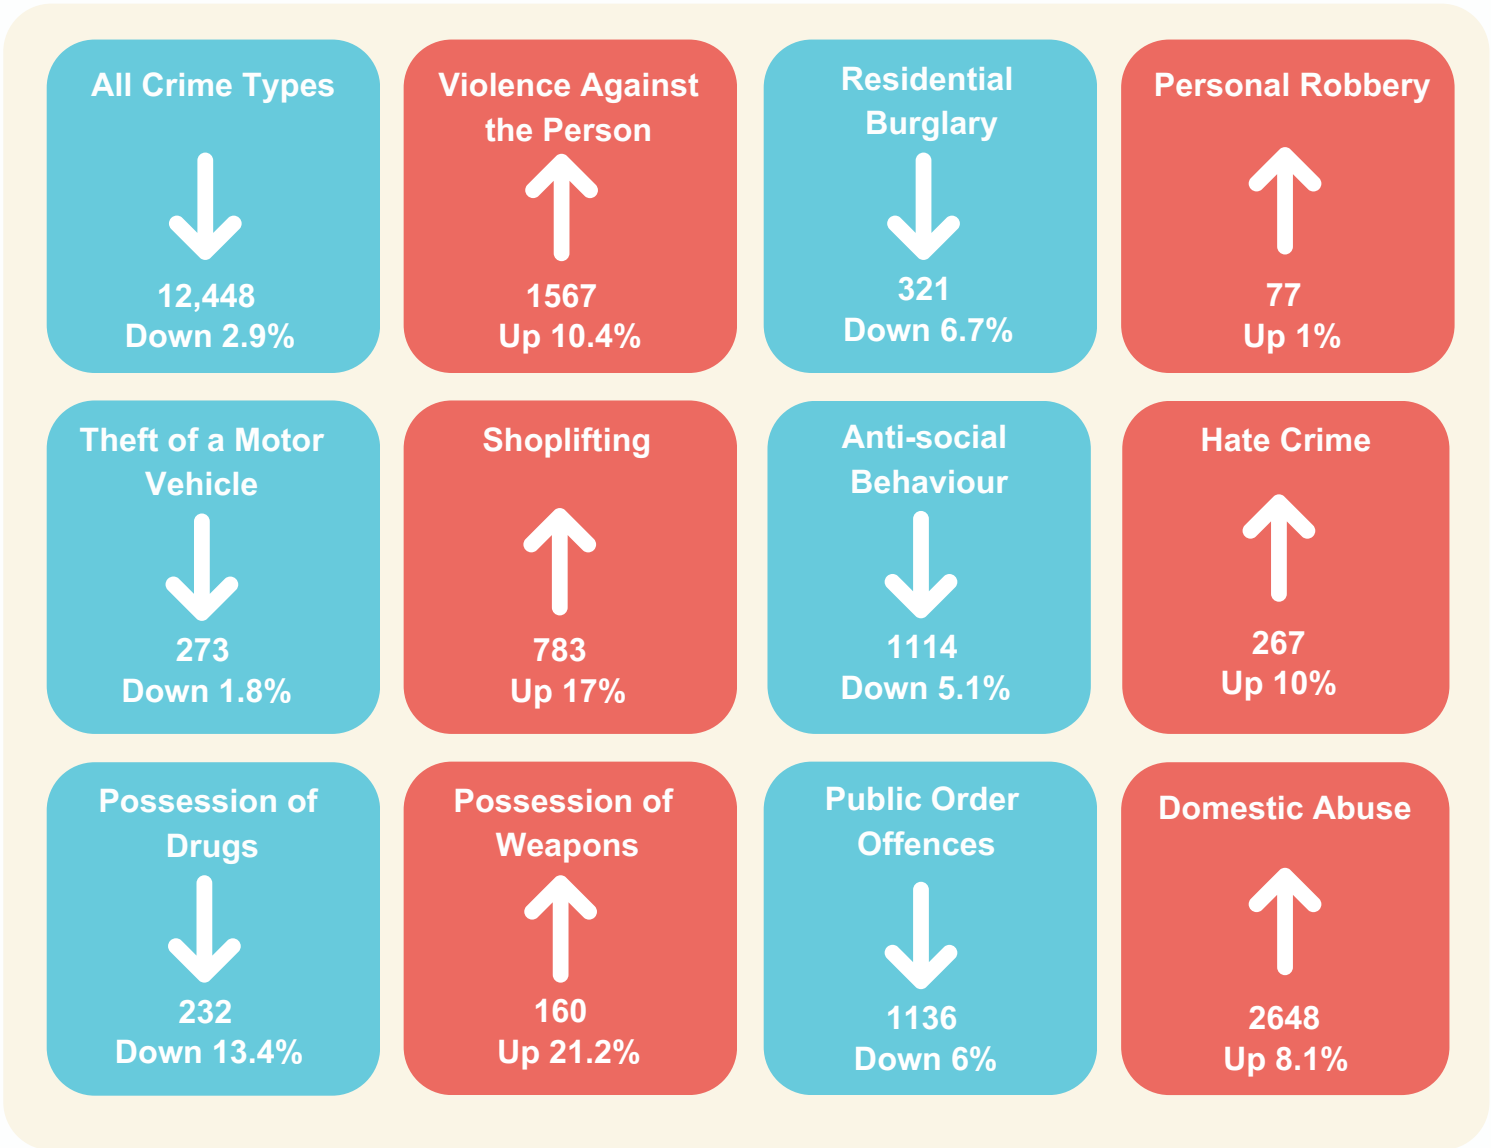 All Crime Types
12,448
Down 2.9%
Violence Against
the Person
1567
Up 10.4%
Residential
Burglary
321
Down 6.7%
Personal Robbery
77
Up 1%
Theft of a Motor
Vehicle
273
Down 1.8%
Shoplifting
783
Up 17%
Anti-social
Behaviour
1114
Down 5.1%
Hate Crime
267
Up 10%
Possession of
Drugs
232
Down 13.4%
Possession of
Weapons
160
Up 21.2%
Public Order
Offences
1136
Down 6%
Domestic Abuse
2648
Up 8.1%